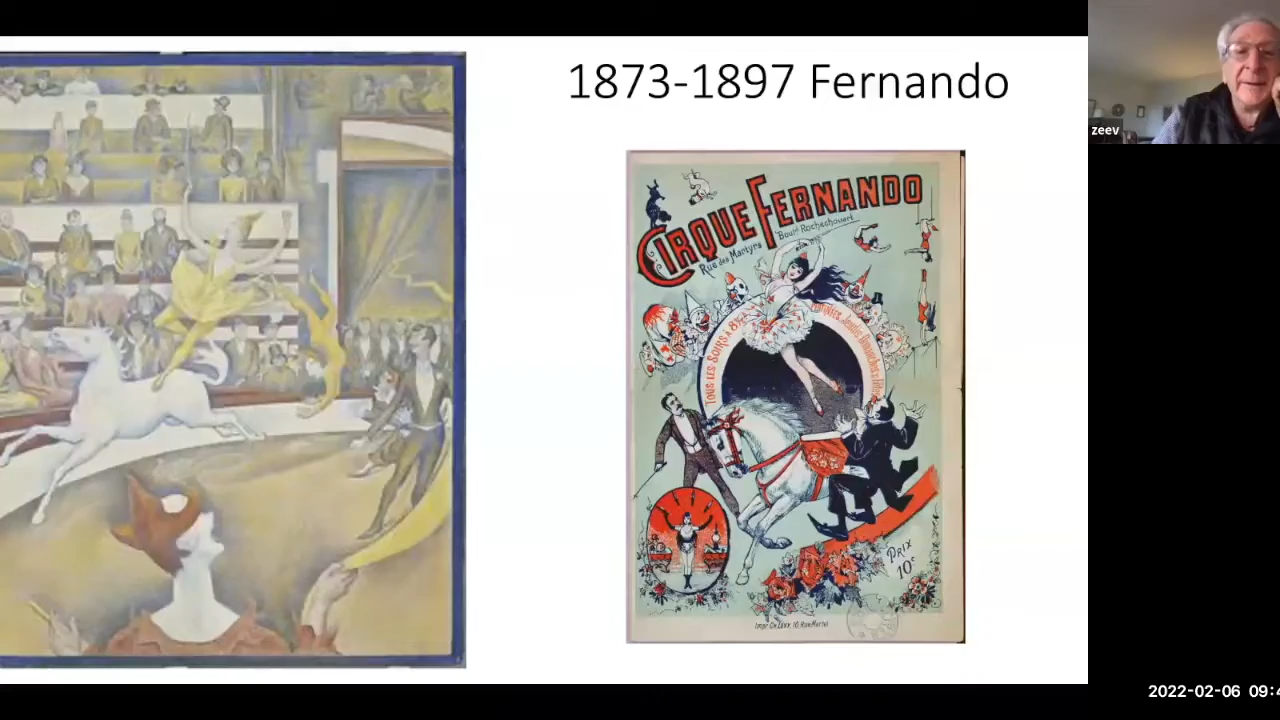 1873-1897 Fernando
zeev
CIRQUE FERNANDO
Rue des Martyrs Boulᵈ Rochechouart
TOUS LES SOIRS A 8h
PRIX
10c
2022-02-06 09:4